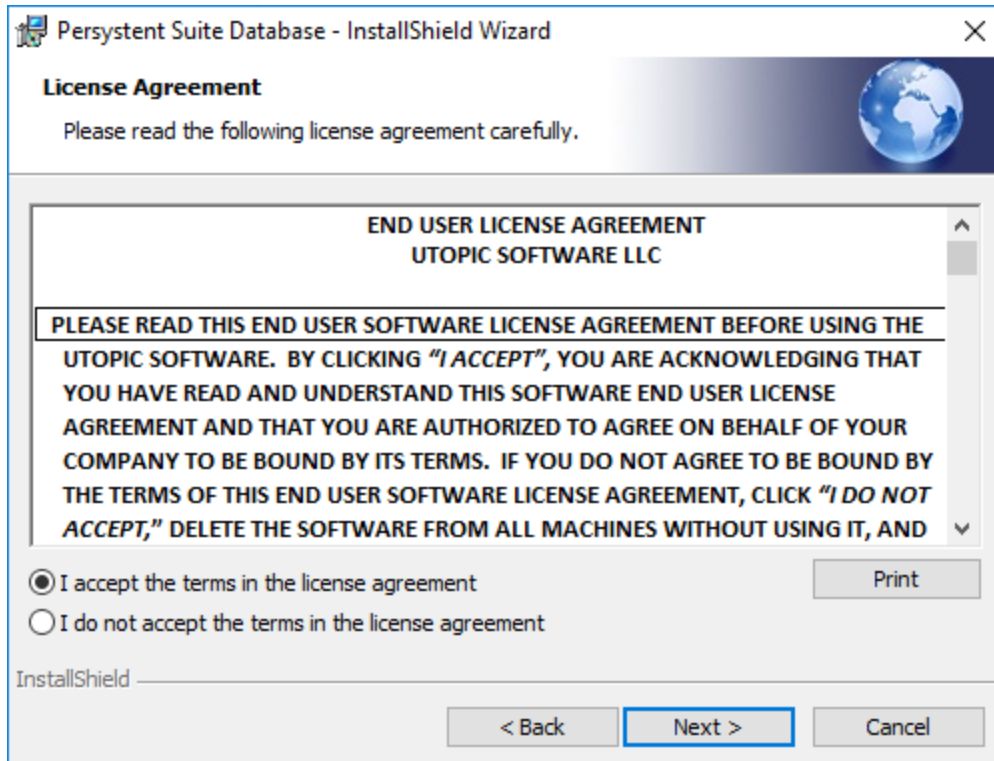 Persystent Suite Database - InstallShield Wizard
License Agreement
Please read the following license agreement carefully.
END USER LICENSE AGREEMENT
UTOPIC SOFTWARE LLC
PLEASE READ THIS END USER SOFTWARE LICENSE AGREEMENT BEFORE USING THE
UTOPIC SOFTWARE.  BY CLICKING “I ACCEPT”, YOU ARE ACKNOWLEDGING THAT
YOU HAVE READ AND UNDERSTAND THIS SOFTWARE END USER LICENSE
AGREEMENT AND THAT YOU ARE AUTHORIZED TO AGREE ON BEHALF OF YOUR
COMPANY TO BE BOUND BY ITS TERMS.  IF YOU DO NOT AGREE TO BE BOUND BY
THE TERMS OF THIS END USER SOFTWARE LICENSE AGREEMENT, CLICK “I DO NOT
ACCEPT,” DELETE THE SOFTWARE FROM ALL MACHINES WITHOUT USING IT, AND
I accept the terms in the license agreement
Print
I do not accept the terms in the license agreement
InstallShield
< Back
Next >
Cancel